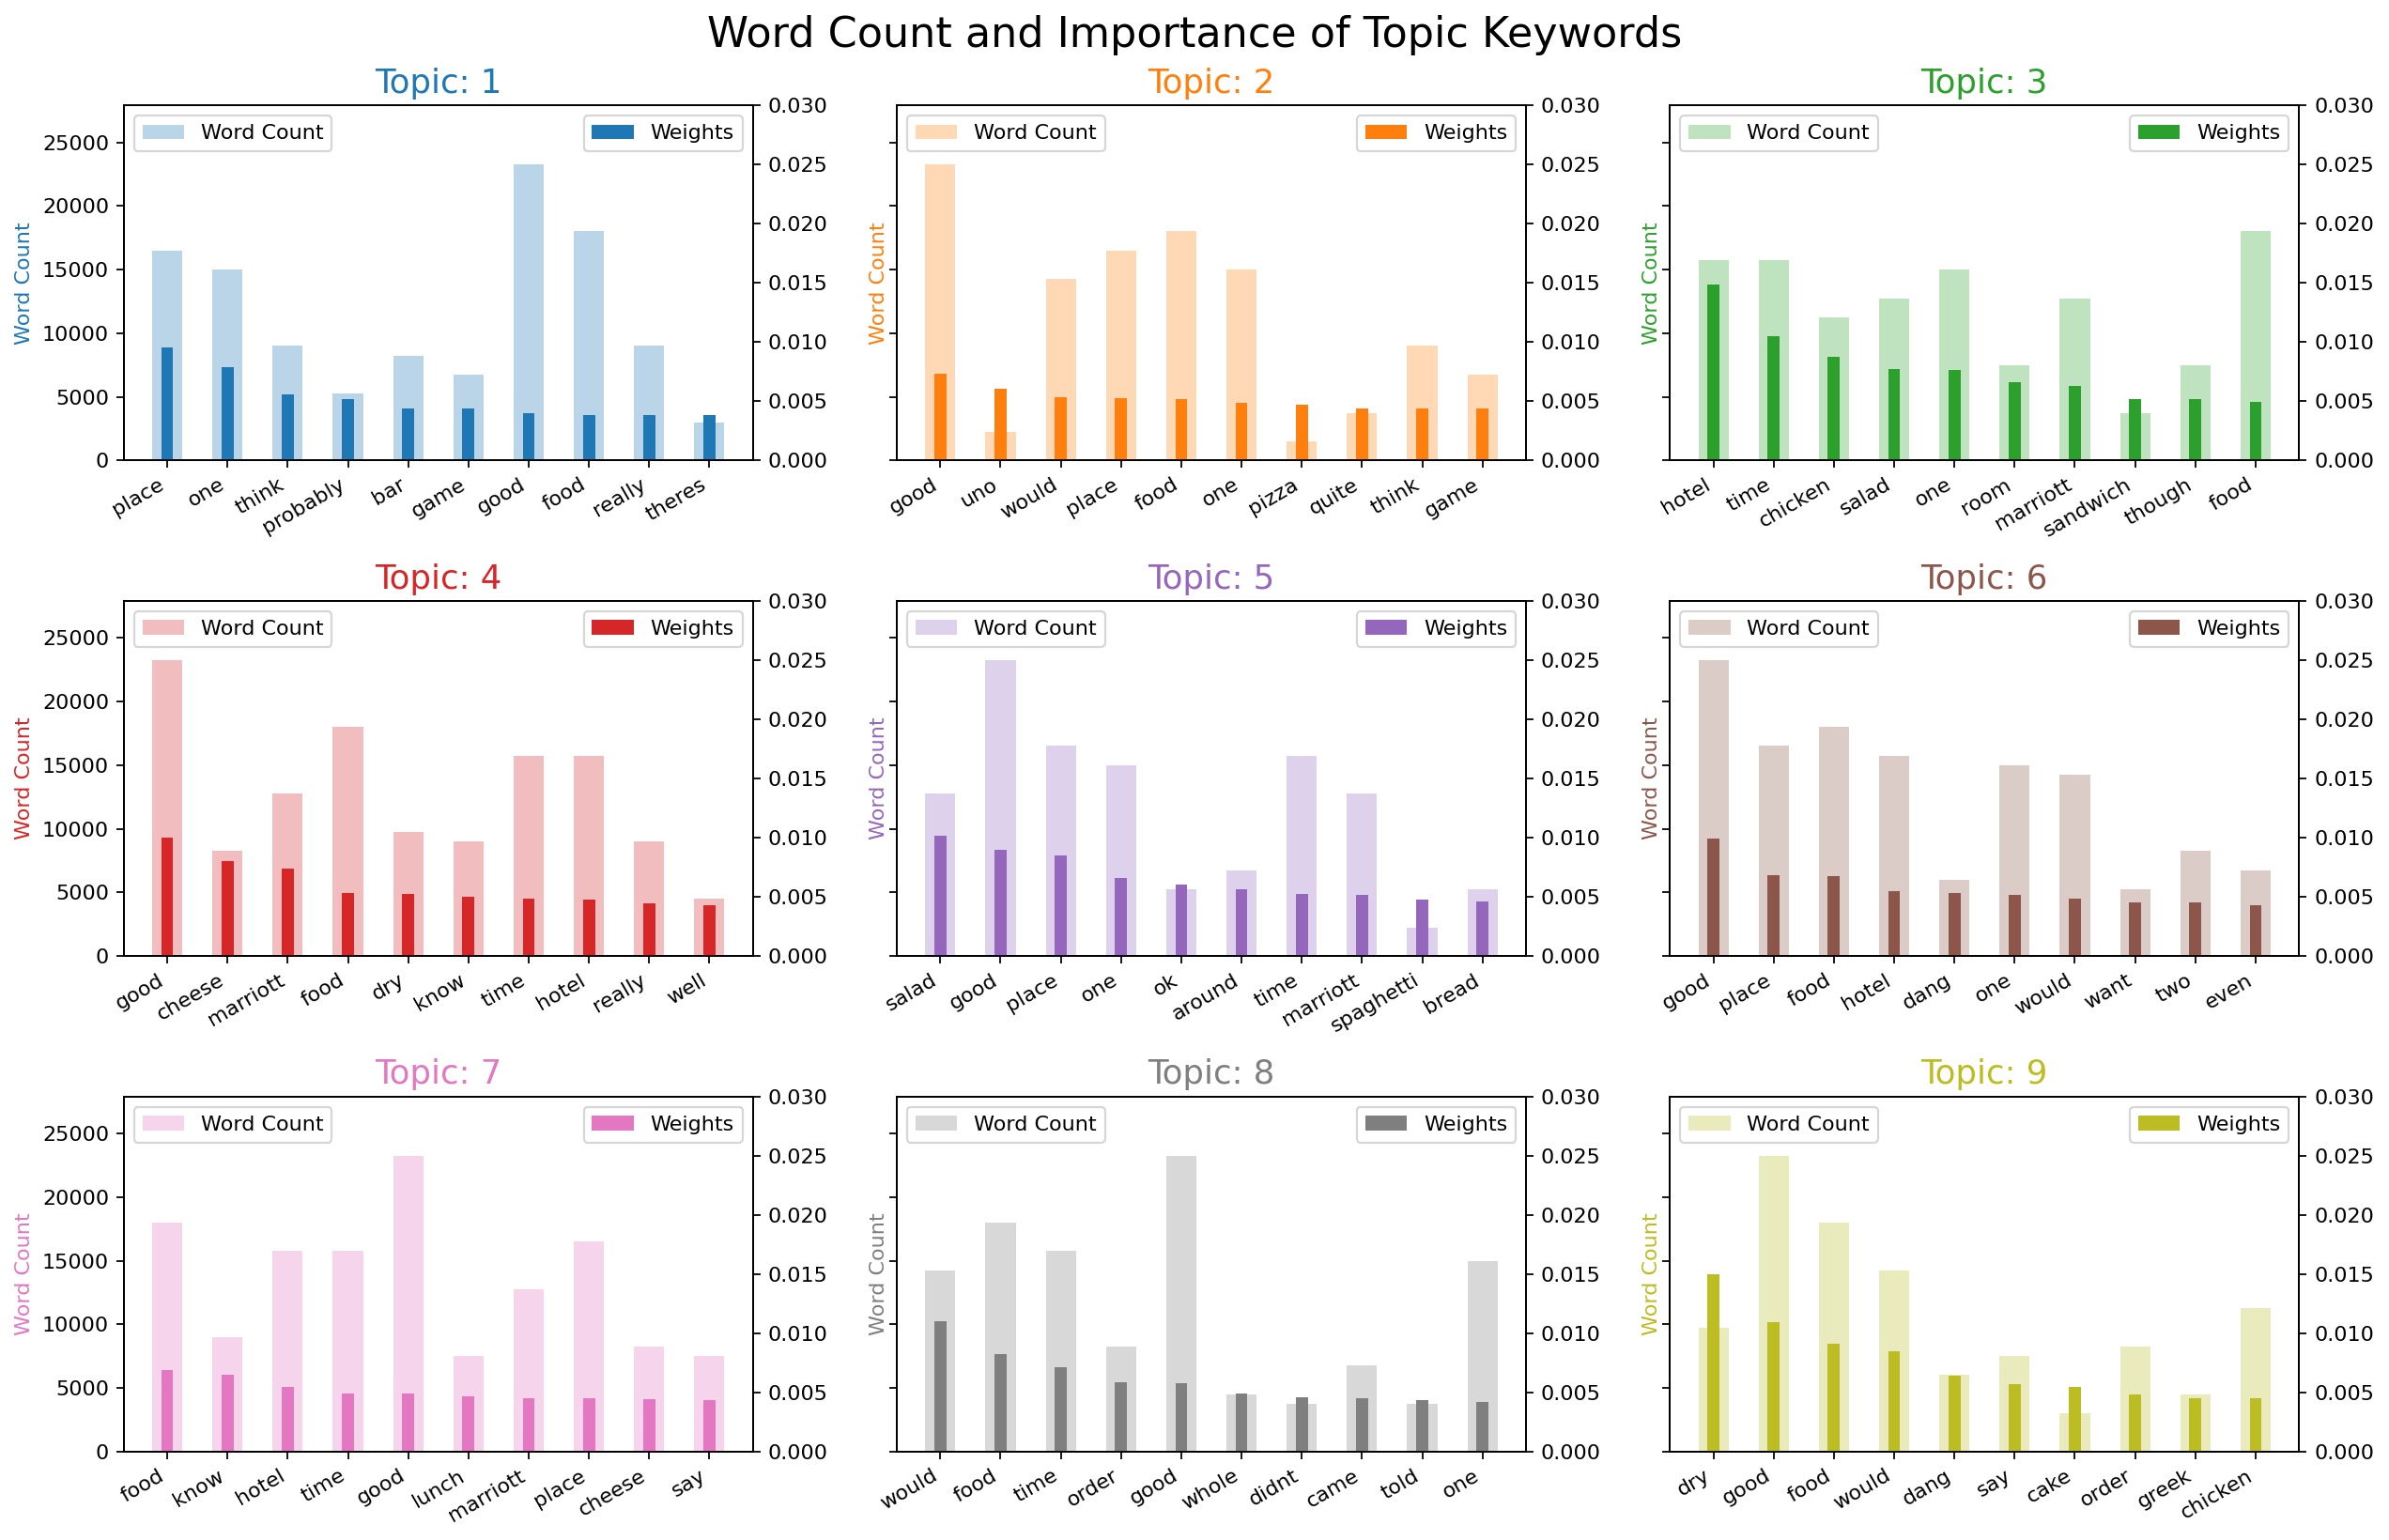 Word Count and Importance of Topic Keywords
Topic: 1
Word Count
Weights
Word Count
25000
20000
15000
10000
5000
0
0.030
0.025
0.020
0.015
0.010
0.005
0.000
place one think probably bar game good food really theres
Topic: 2
Word Count
Weights
Word Count
0.030
0.025
0.020
0.015
0.010
0.005
0.000
good uno would place food one pizza quite think game
Topic: 3
Word Count
Weights
Word Count
0.030
0.025
0.020
0.015
0.010
0.005
0.000
hotel time chicken salad one room marriott sandwich though food
Topic: 4
Word Count
Weights
Word Count
25000
20000
15000
10000
5000
0
0.030
0.025
0.020
0.015
0.010
0.005
0.000
good cheese marriott food dry know time hotel really well
Topic: 5
Word Count
Weights
Word Count
0.030
0.025
0.020
0.015
0.010
0.005
0.000
salad good place one ok around time marriott spaghetti bread
Topic: 6
Word Count
Weights
Word Count
0.030
0.025
0.020
0.015
0.010
0.005
0.000
good place food hotel dang one would want two even
Topic: 7
Word Count
Weights
Word Count
25000
20000
15000
10000
5000
0
0.030
0.025
0.020
0.015
0.010
0.005
0.000
food know hotel time good lunch marriott place cheese say
Topic: 8
Word Count
Weights
Word Count
0.030
0.025
0.020
0.015
0.010
0.005
0.000
would food time order good whole didnt came told one
Topic: 9
Word Count
Weights
Word Count
0.030
0.025
0.020
0.015
0.010
0.005
0.000
dry good food would dang say cake order greek chicken